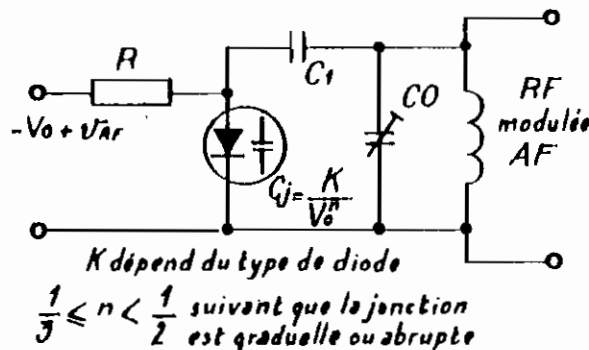 R
C1
CO
RF
modulée
AF
-Vo + vAF
Cj = K / Vo^n
K dépend du type de diode
1/3 ≤ n < 1/2 suivant que la jonction
est graduelle ou abrupte